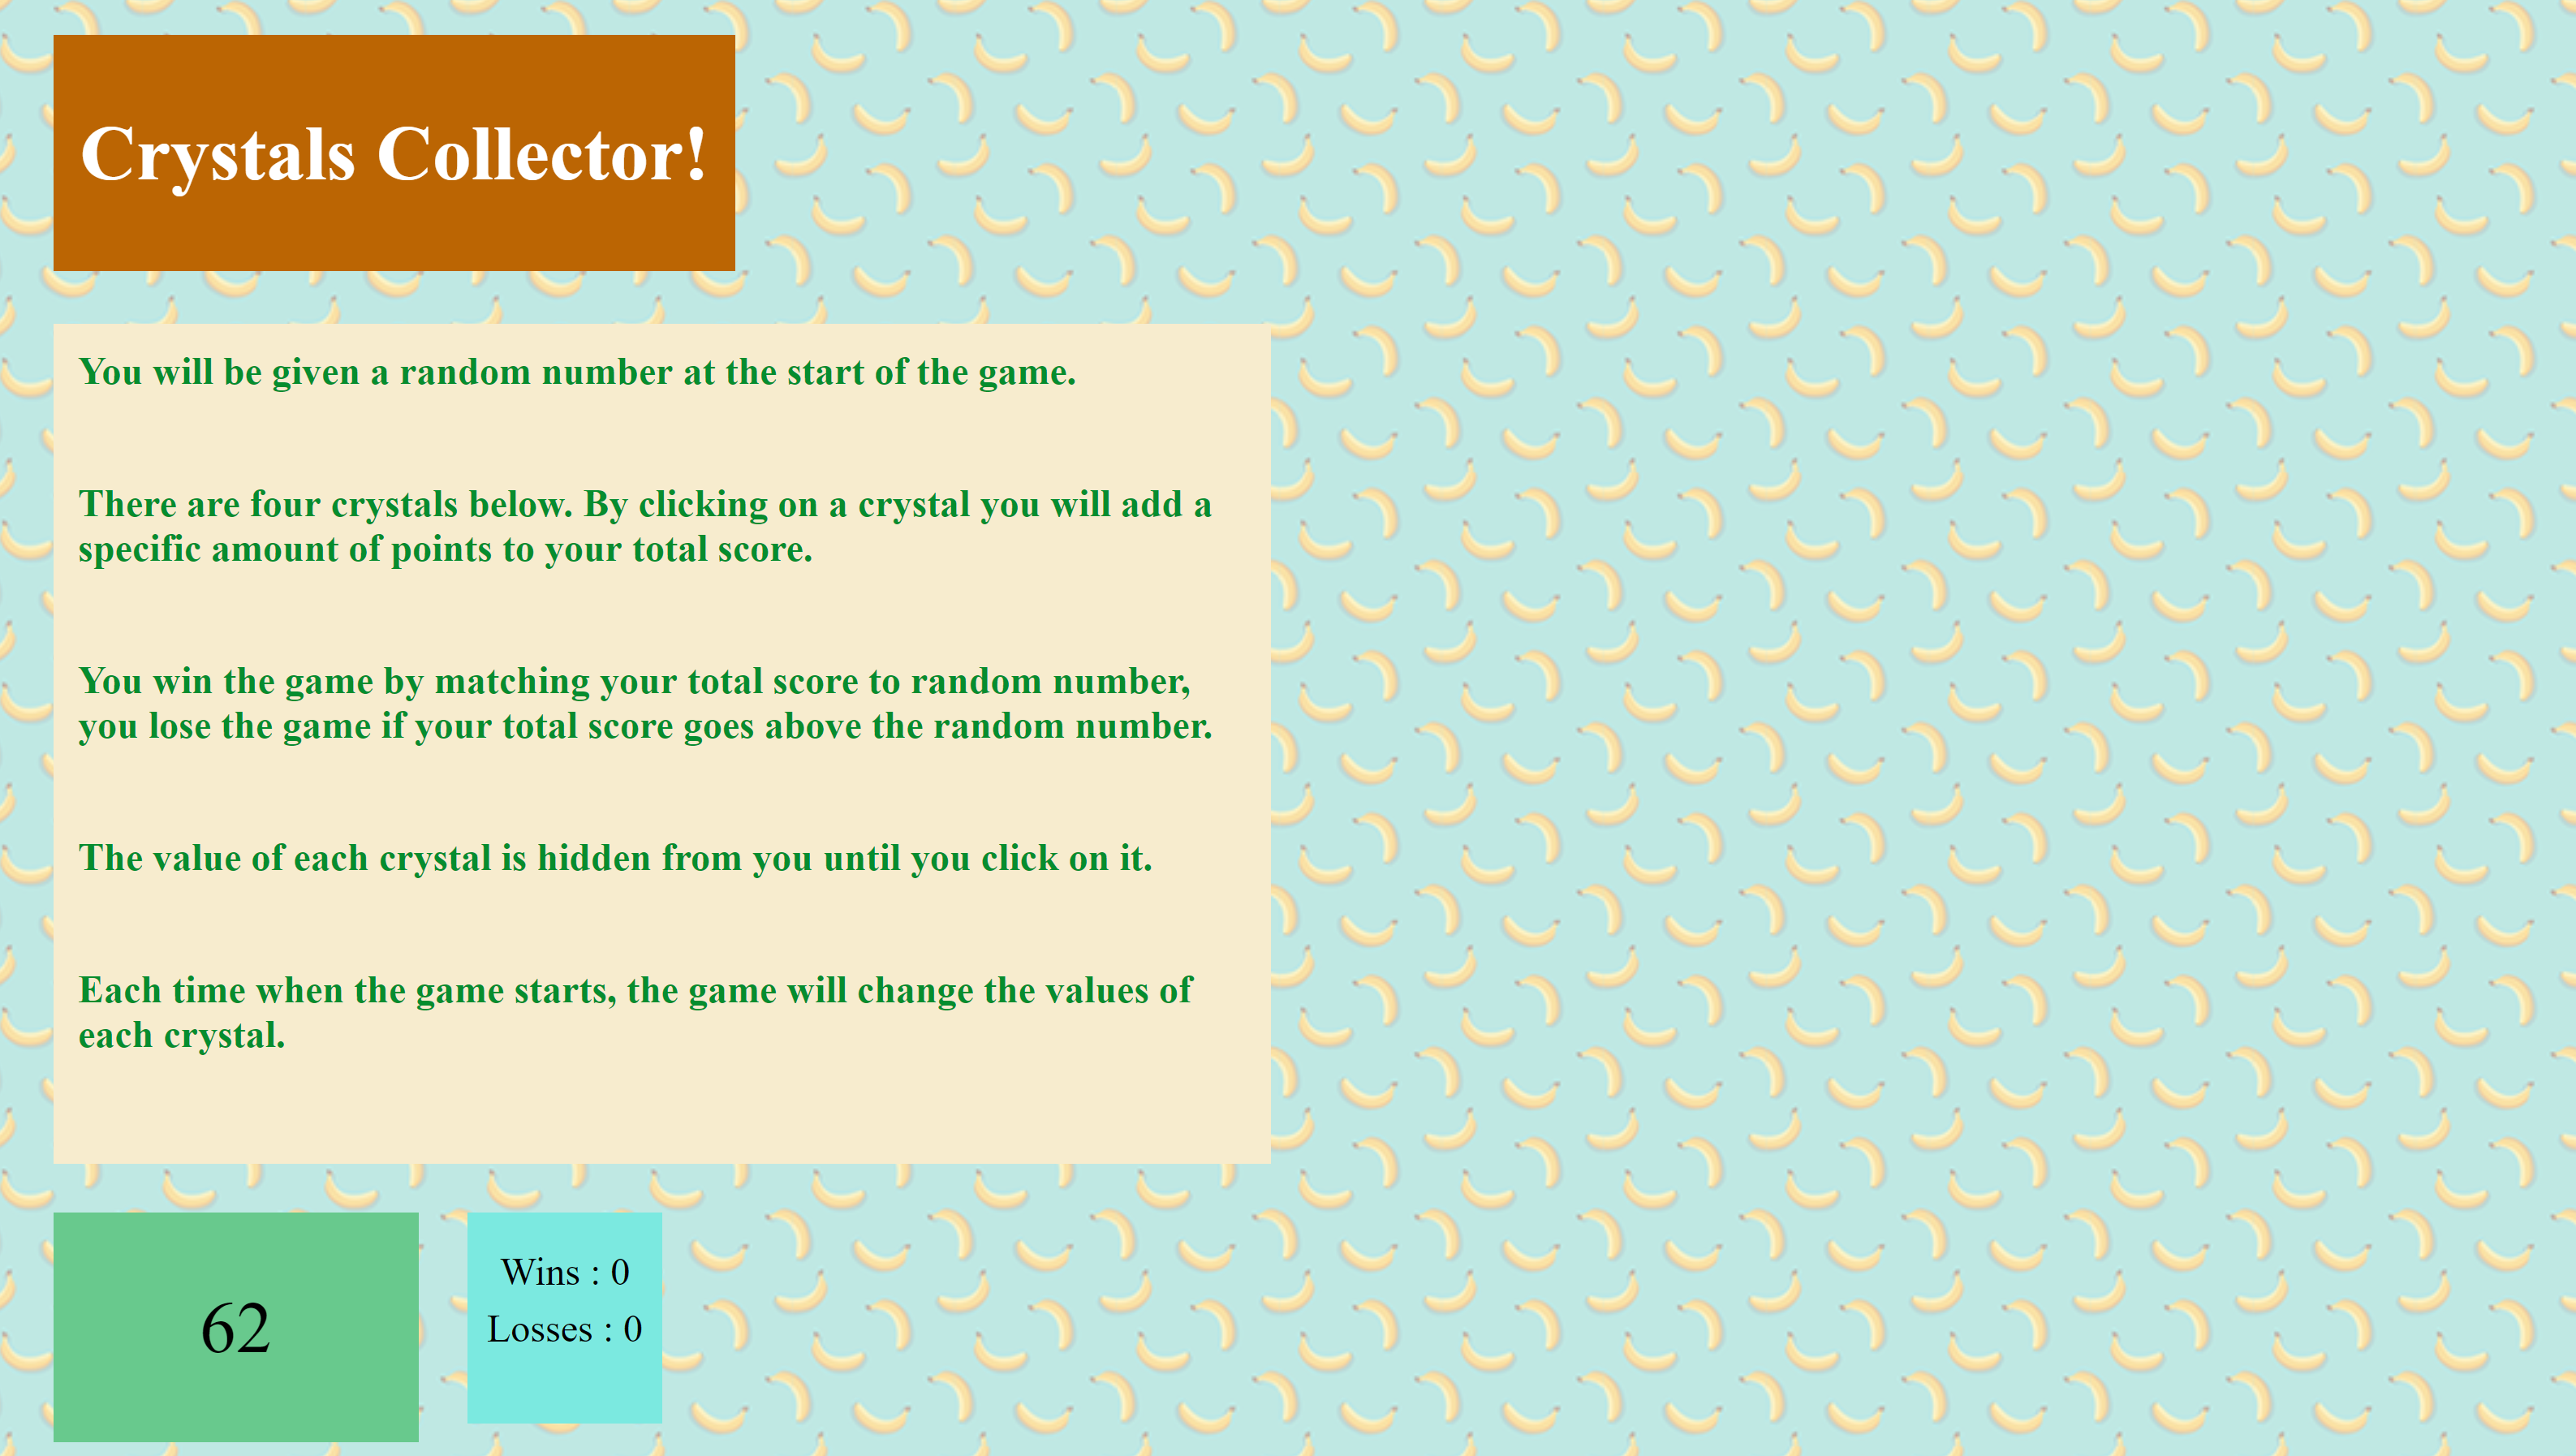 Crystals Collector!
You will be given a random number at the start of the game.
There are four crystals below. By clicking on a crystal you will add a
specific amount of points to your total score.
You win the game by matching your total score to random number,
you lose the game if your total score goes above the random number.
The value of each crystal is hidden from you until you click on it.
Each time when the game starts, the game will change the values of
each crystal.
62
Wins : 0
Losses : 0